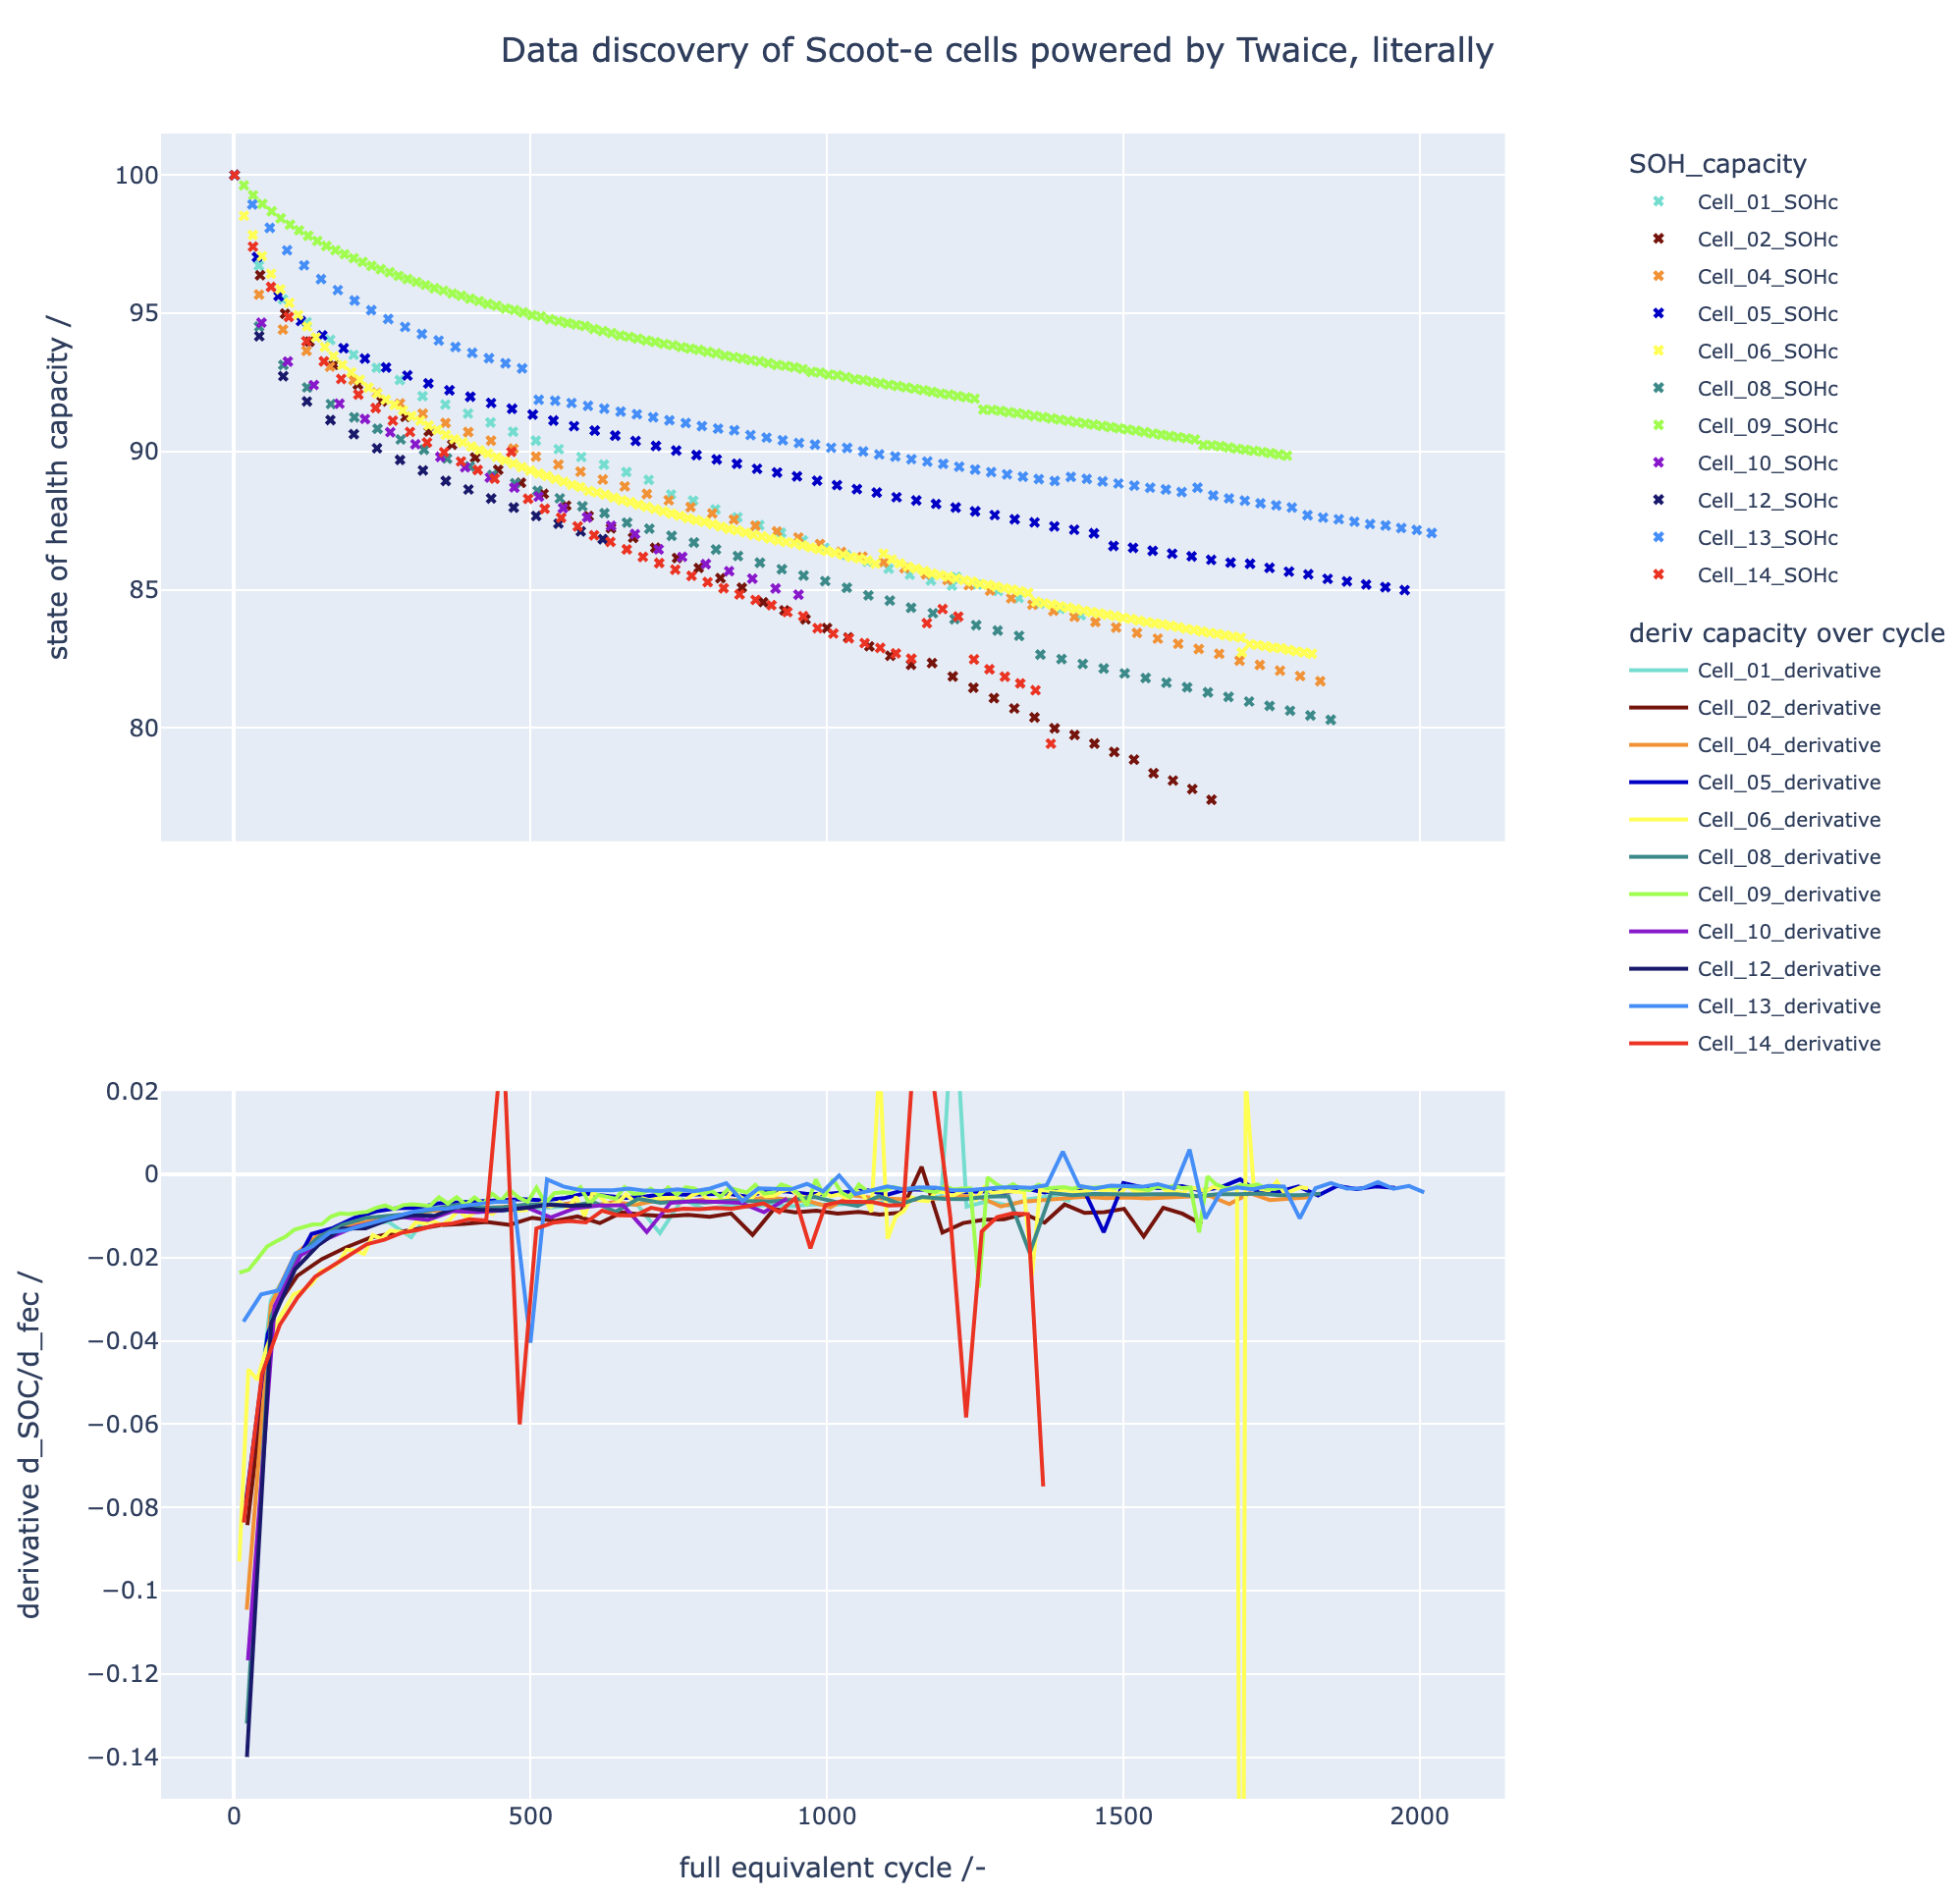 Data discovery of Scoot-e cells powered by Twaice, literally
state of health capacity /
100
95
90
85
80
SOH_capacity
Cell_01_SOHc
Cell_02_SOHc
Cell_04_SOHc
Cell_05_SOHc
Cell_06_SOHc
Cell_08_SOHc
Cell_09_SOHc
Cell_10_SOHc
Cell_12_SOHc
Cell_13_SOHc
Cell_14_SOHc
deriv capacity over cycle
Cell_01_derivative
Cell_02_derivative
Cell_04_derivative
Cell_05_derivative
Cell_06_derivative
Cell_08_derivative
Cell_09_derivative
Cell_10_derivative
Cell_12_derivative
Cell_13_derivative
Cell_14_derivative
derivative d_SOC/d_fec /
0.02
0
−0.02
−0.04
−0.06
−0.08
−0.1
−0.12
−0.14
0 500 1000 1500 2000
full equivalent cycle /-